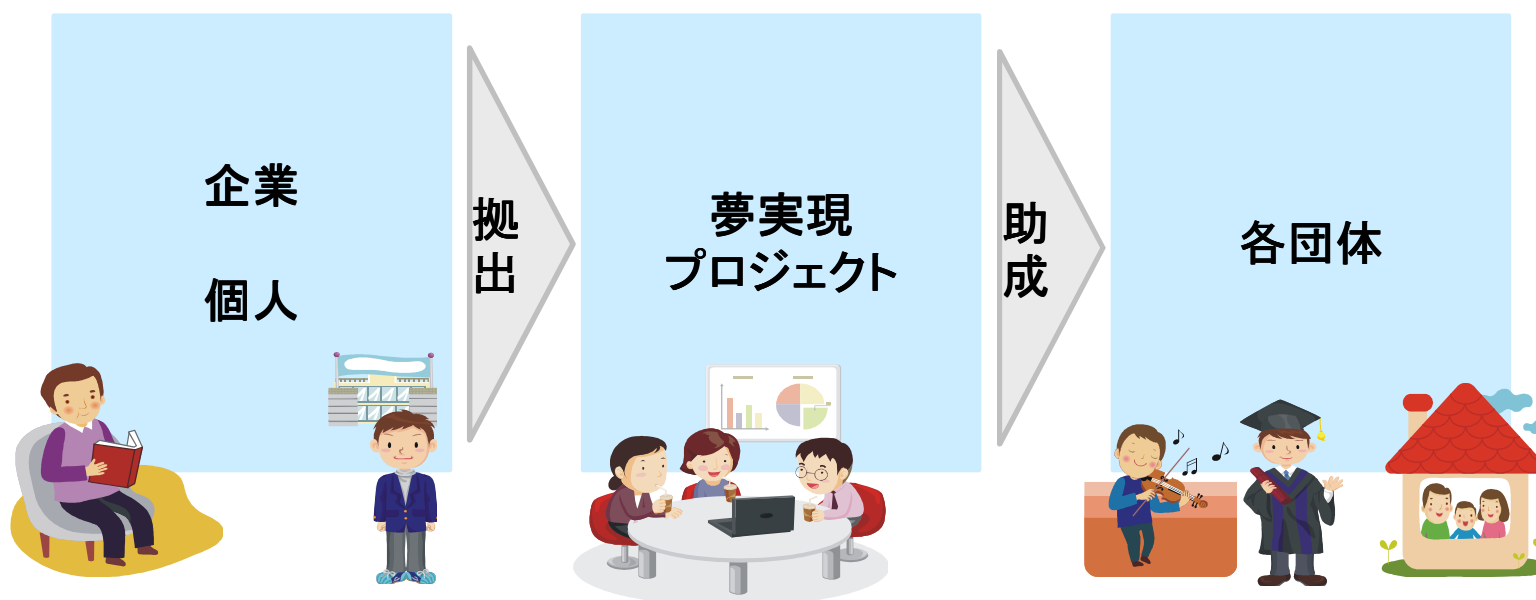 企業
個人
拠出
夢実現
プロジェクト
助成
各団体